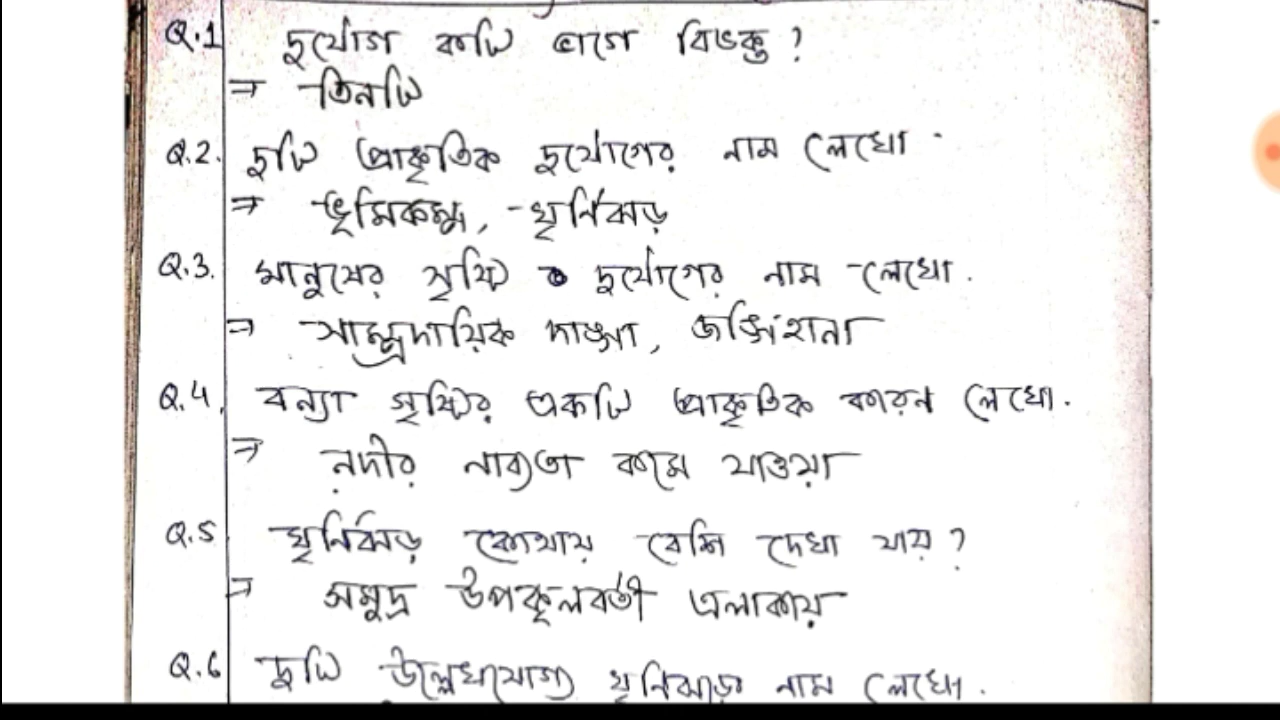 Q.1 দুর্যোগ কটি ভাগে বিভক্ত ?
⇒ তিনটি
Q.2. দুটি প্রাকৃতিক দুর্যোগের নাম লেখো .
⇒ ভূমিকম্প, ঘূর্নিঝড়
Q.3. মানুষের সৃষ্টি দুর্যোগের নাম লেখো .
⇒ সাম্প্রদায়িক দাঙ্গা, জঙ্গিহানা
Q.4. বন্যা সৃষ্টির একটি প্রাকৃতিক কারন লেখো.
⇒ নদীর নাব্যতা কমে যাওয়া
Q.5 ঘূর্নিঝড় কোথায় বেশি দেখা যায় ?
⇒ সমুদ্র উপকূলবর্তী এলাকায়
Q.6 দুটি উল্লেখযোগ্য ঘূর্নিঝড়ের নাম লেখো.